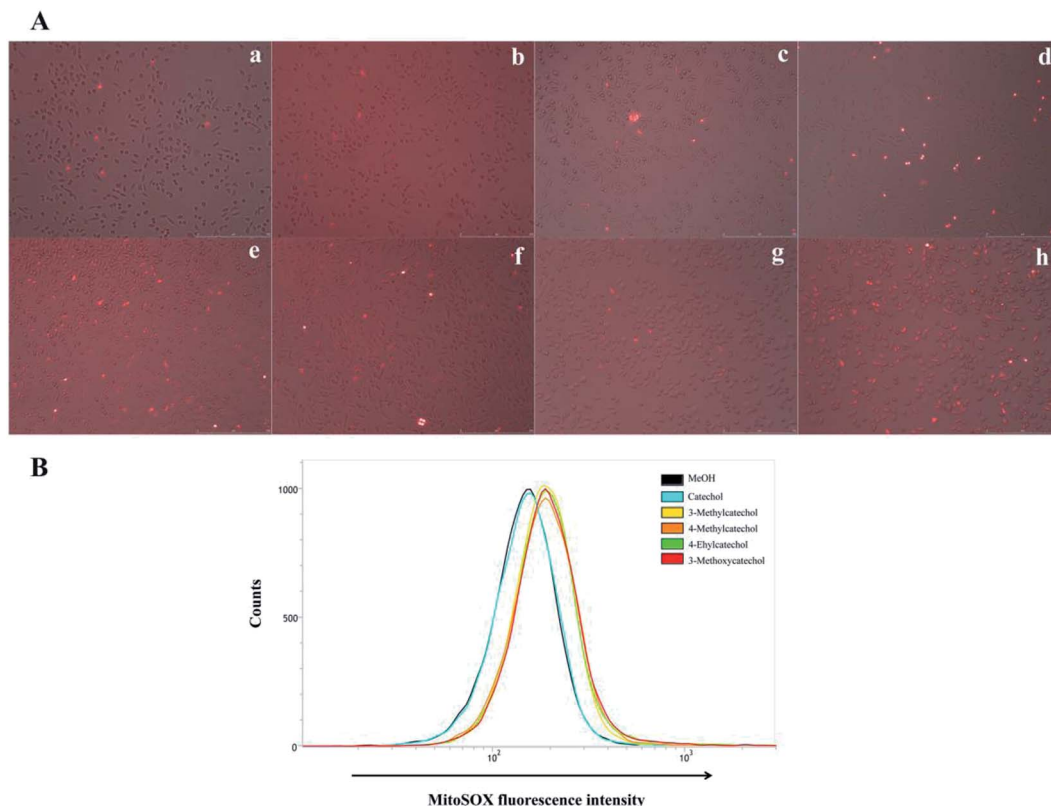 A
a b c d
e f g h
B
MeOH
Catechol
3-Methylcatechol
4-Methylcatechol
4-Ehylcatechol
3-Methoxycatechol
1000
500
0
Counts
10² 10³
MitoSOX fluorescence intensity